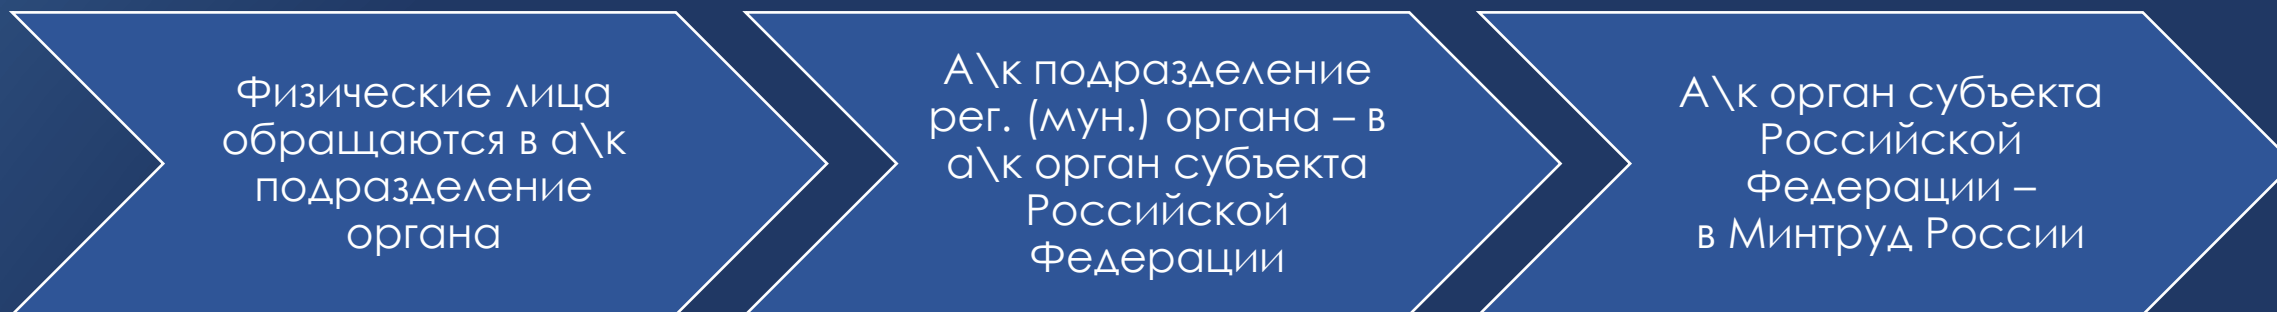 Физические лица
обращаются в а\к
подразделение
органа
А\к подразделение
рег. (мун.) органа – в
а\к орган субъекта
Российской
Федерации
А\к орган субъекта
Российской
Федерации –
в Минтруд России